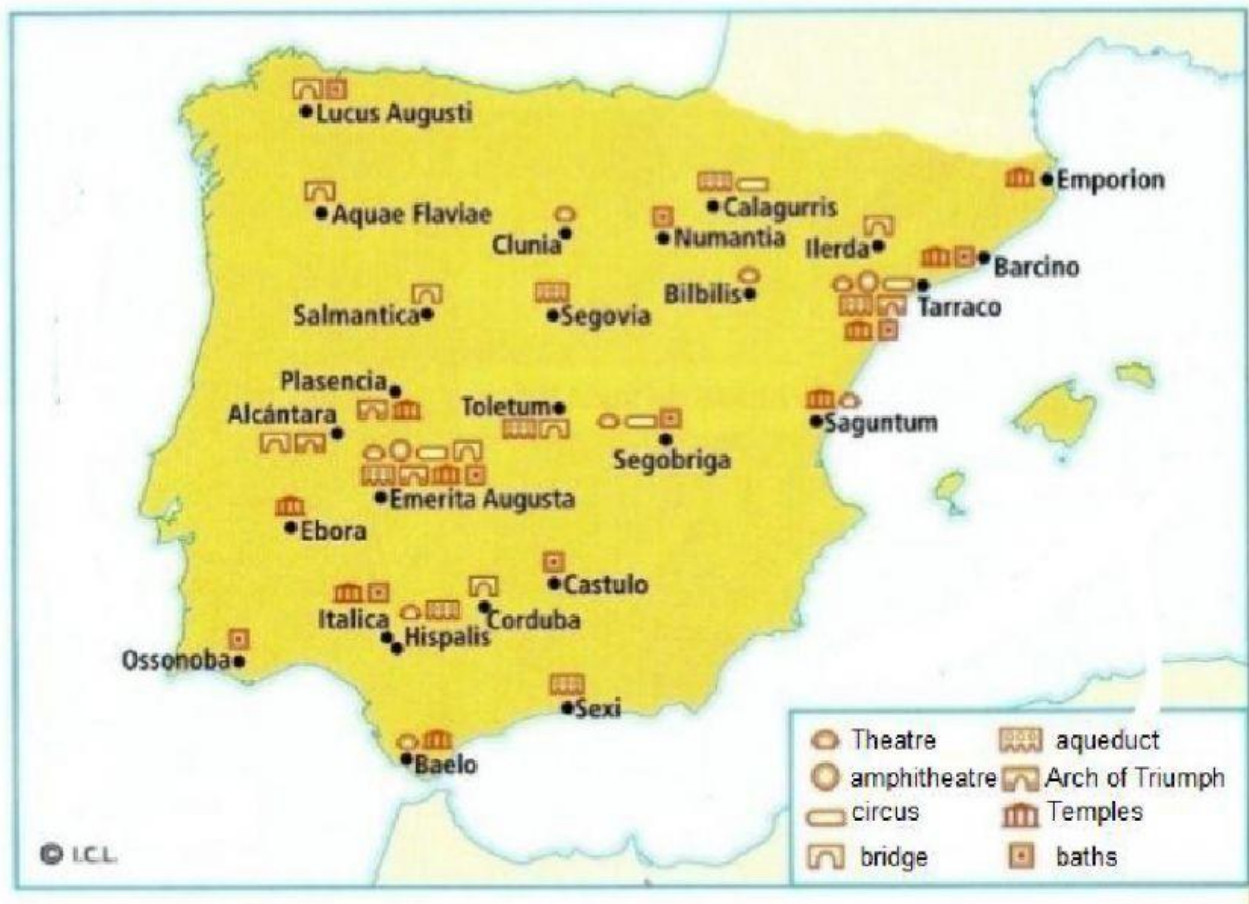 Lucus Augusti
Emporion
Aquae Flaviae
Calagurris
Clunia
Numantia
Ilerda
Barcino
Bilbilis
Tarraco
Salmantica
Segovia
Plasencia
Alcántara
Toletum
Saguntum
Segobriga
Emerita Augusta
Ebora
Castulo
Italica
Corduba
Hispalis
Ossonoba
Sexi
Baelo
Theatre
aqueduct
amphitheatre
Arch of Triumph
circus
Temples
bridge
baths
© I.C.L.